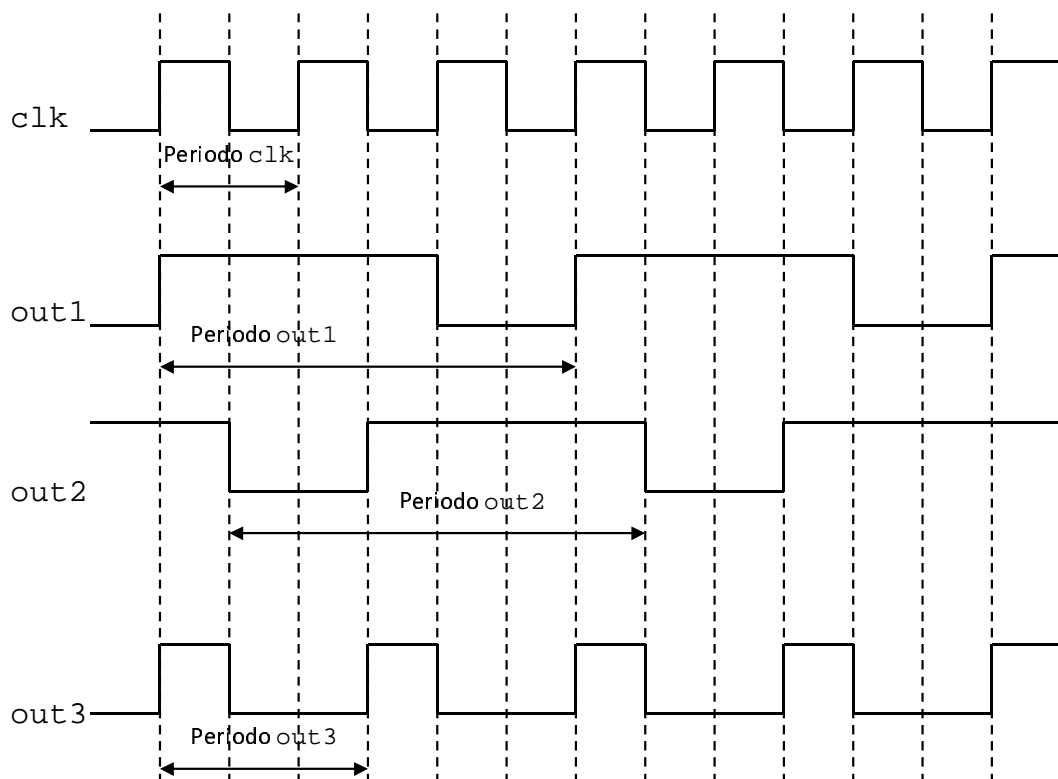 clk
Periodo clk
out1
Periodo out1
out2
Periodo out2
out3
Periodo out3